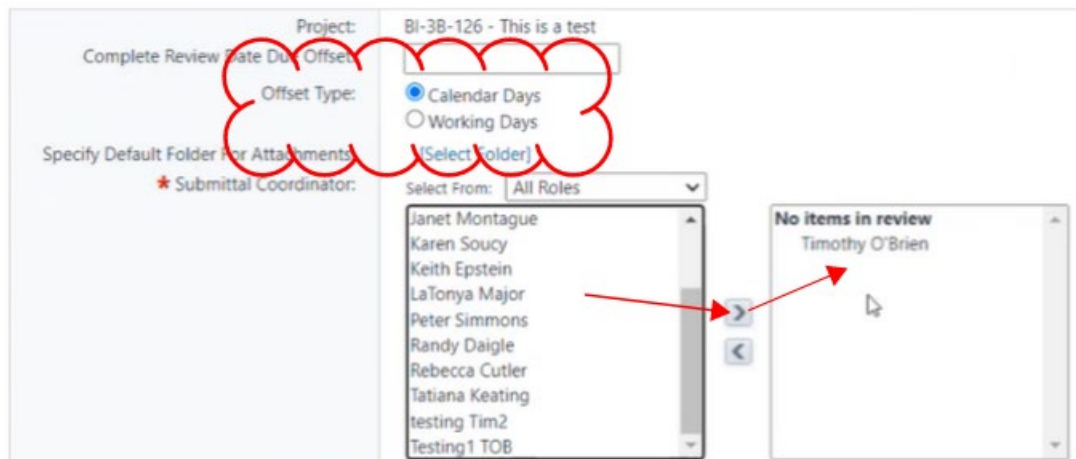 Project: BI-3B-126 - This is a test
Complete Review Date Due Offset:
Offset Type: Calendar Days
Working Days
Specify Default Folder For Attachments: [Select Folder]
* Submittal Coordinator: Select From: All Roles
Janet Montague
Karen Soucy
Keith Epstein
LaTonya Major
Peter Simmons
Randy Daigle
Rebecca Cutler
Tatiana Keating
testing Tim2
Testing1 TOB
No items in review
Timothy O'Brien